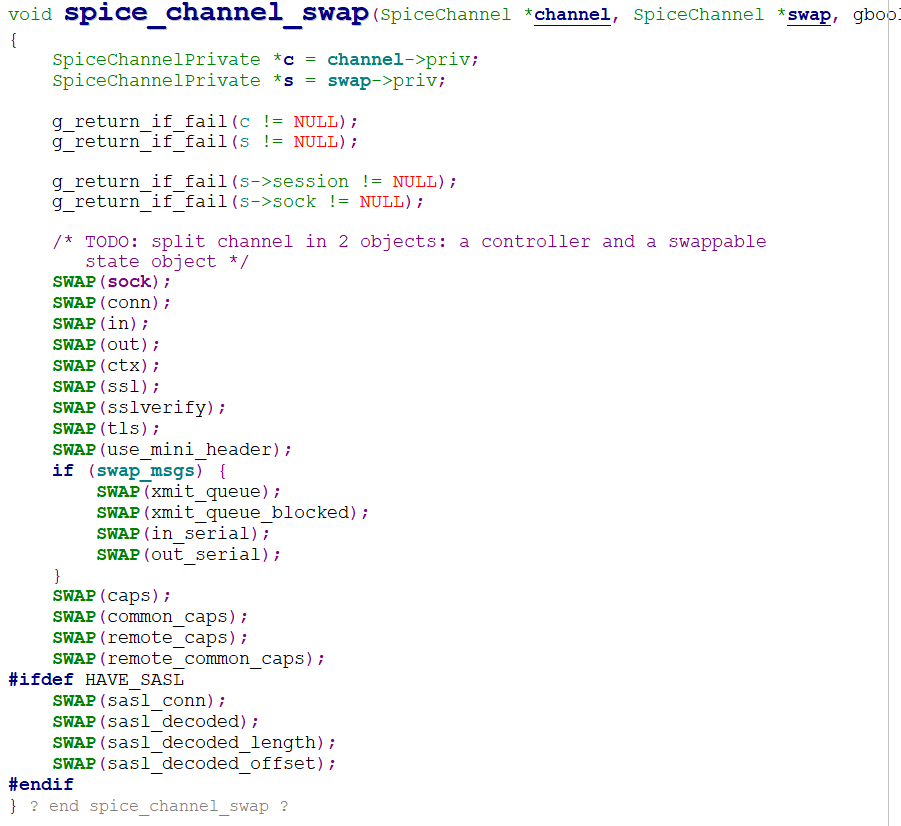 void spice_channel_swap(SpiceChannel *channel, SpiceChannel *swap, gbool
{
    SpiceChannelPrivate *c = channel->priv;
    SpiceChannelPrivate *s = swap->priv;

    g_return_if_fail(c != NULL);
    g_return_if_fail(s != NULL);

    g_return_if_fail(s->session != NULL);
    g_return_if_fail(s->sock != NULL);

    /* TODO: split channel in 2 objects: a controller and a swappable
       state object */
    SWAP(sock);
    SWAP(conn);
    SWAP(in);
    SWAP(out);
    SWAP(ctx);
    SWAP(ssl);
    SWAP(sslverify);
    SWAP(tls);
    SWAP(use_mini_header);
    if (swap_msgs) {
        SWAP(xmit_queue);
        SWAP(xmit_queue_blocked);
        SWAP(in_serial);
        SWAP(out_serial);
    }
    SWAP(caps);
    SWAP(common_caps);
    SWAP(remote_caps);
    SWAP(remote_common_caps);
#ifdef HAVE_SASL
    SWAP(sasl_conn);
    SWAP(sasl_decoded);
    SWAP(sasl_decoded_length);
    SWAP(sasl_decoded_offset);
#endif
} ? end spice_channel_swap ?